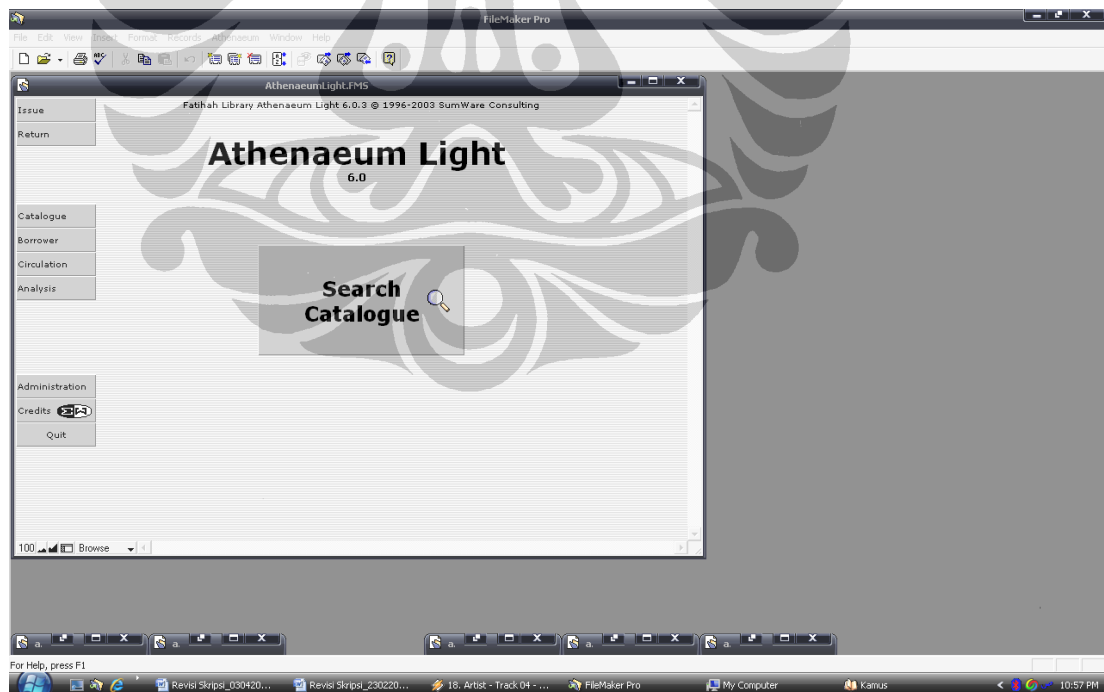 FileMaker Pro
File Edit View Insert Format Records Athenaeum Window Help
AthenaeumLight.FM5
Fatihah Library Athenaeum Light 6.0.3 © 1996-2003 SumWare Consulting
Issue
Return
Athenaeum Light
6.0
Catalogue
Borrower
Circulation
Analysis
Search
Catalogue
Administration
Credits
Quit
100 Browse
a. a. a. a. a.
For Help, press F1
Revisi Skripsi_030420... Revisi Skripsi_230220... 18. Artist - Track 04 - ... FileMaker Pro My Computer Kamus 10:57 PM